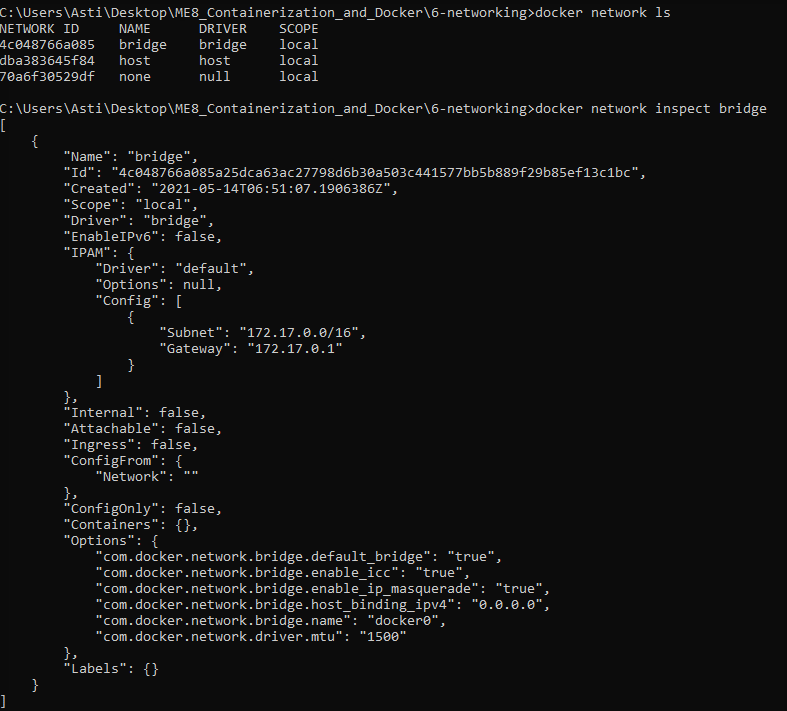 C:\Users\Asti\Desktop\ME8_Containerization_and_Docker\6-networking>docker network ls
NETWORK ID     NAME      DRIVER    SCOPE
4c048766a085   bridge    bridge    local
dba383645f84   host      host      local
70a6f30529df   none      null      local

C:\Users\Asti\Desktop\ME8_Containerization_and_Docker\6-networking>docker network inspect bridge
[
    {
        "Name": "bridge",
        "Id": "4c048766a085a25dca63ac27798d6b30a503c441577bb5b889f29b85ef13c1bc",
        "Created": "2021-05-14T06:51:07.1906386Z",
        "Scope": "local",
        "Driver": "bridge",
        "EnableIPv6": false,
        "IPAM": {
            "Driver": "default",
            "Options": null,
            "Config": [
                {
                    "Subnet": "172.17.0.0/16",
                    "Gateway": "172.17.0.1"
                }
            ]
        },
        "Internal": false,
        "Attachable": false,
        "Ingress": false,
        "ConfigFrom": {
            "Network": ""
        },
        "ConfigOnly": false,
        "Containers": {},
        "Options": {
            "com.docker.network.bridge.default_bridge": "true",
            "com.docker.network.bridge.enable_icc": "true",
            "com.docker.network.bridge.enable_ip_masquerade": "true",
            "com.docker.network.bridge.host_binding_ipv4": "0.0.0.0",
            "com.docker.network.bridge.name": "docker0",
            "com.docker.network.driver.mtu": "1500"
        },
        "Labels": {}
    }
]